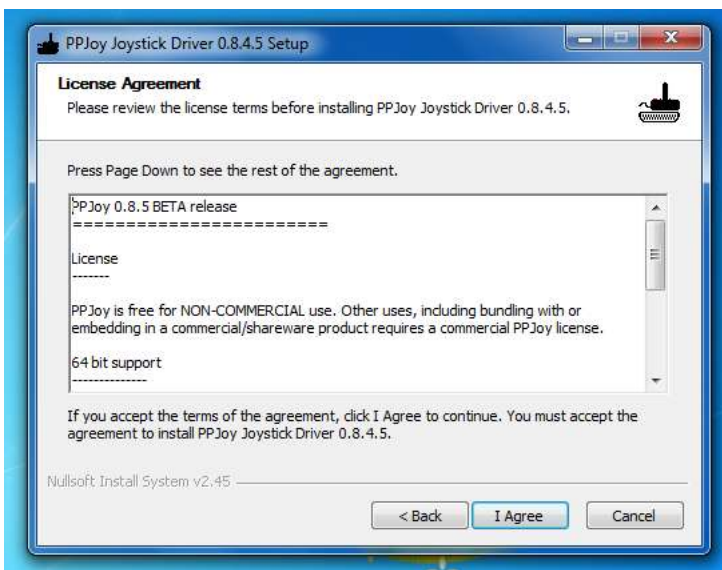 PPJoy Joystick Driver 0.8.4.5 Setup
License Agreement
Please review the license terms before installing PPJoy Joystick Driver 0.8.4.5.
Press Page Down to see the rest of the agreement.
PPJoy 0.8.5 BETA release
========================
License
-------
PPJoy is free for NON-COMMERCIAL use. Other uses, including bundling with or
embedding in a commercial/shareware product requires a commercial PPJoy license.
64 bit support
--------------
If you accept the terms of the agreement, click I Agree to continue. You must accept the
agreement to install PPJoy Joystick Driver 0.8.4.5.
Nullsoft Install System v2.45
< Back
I Agree
Cancel